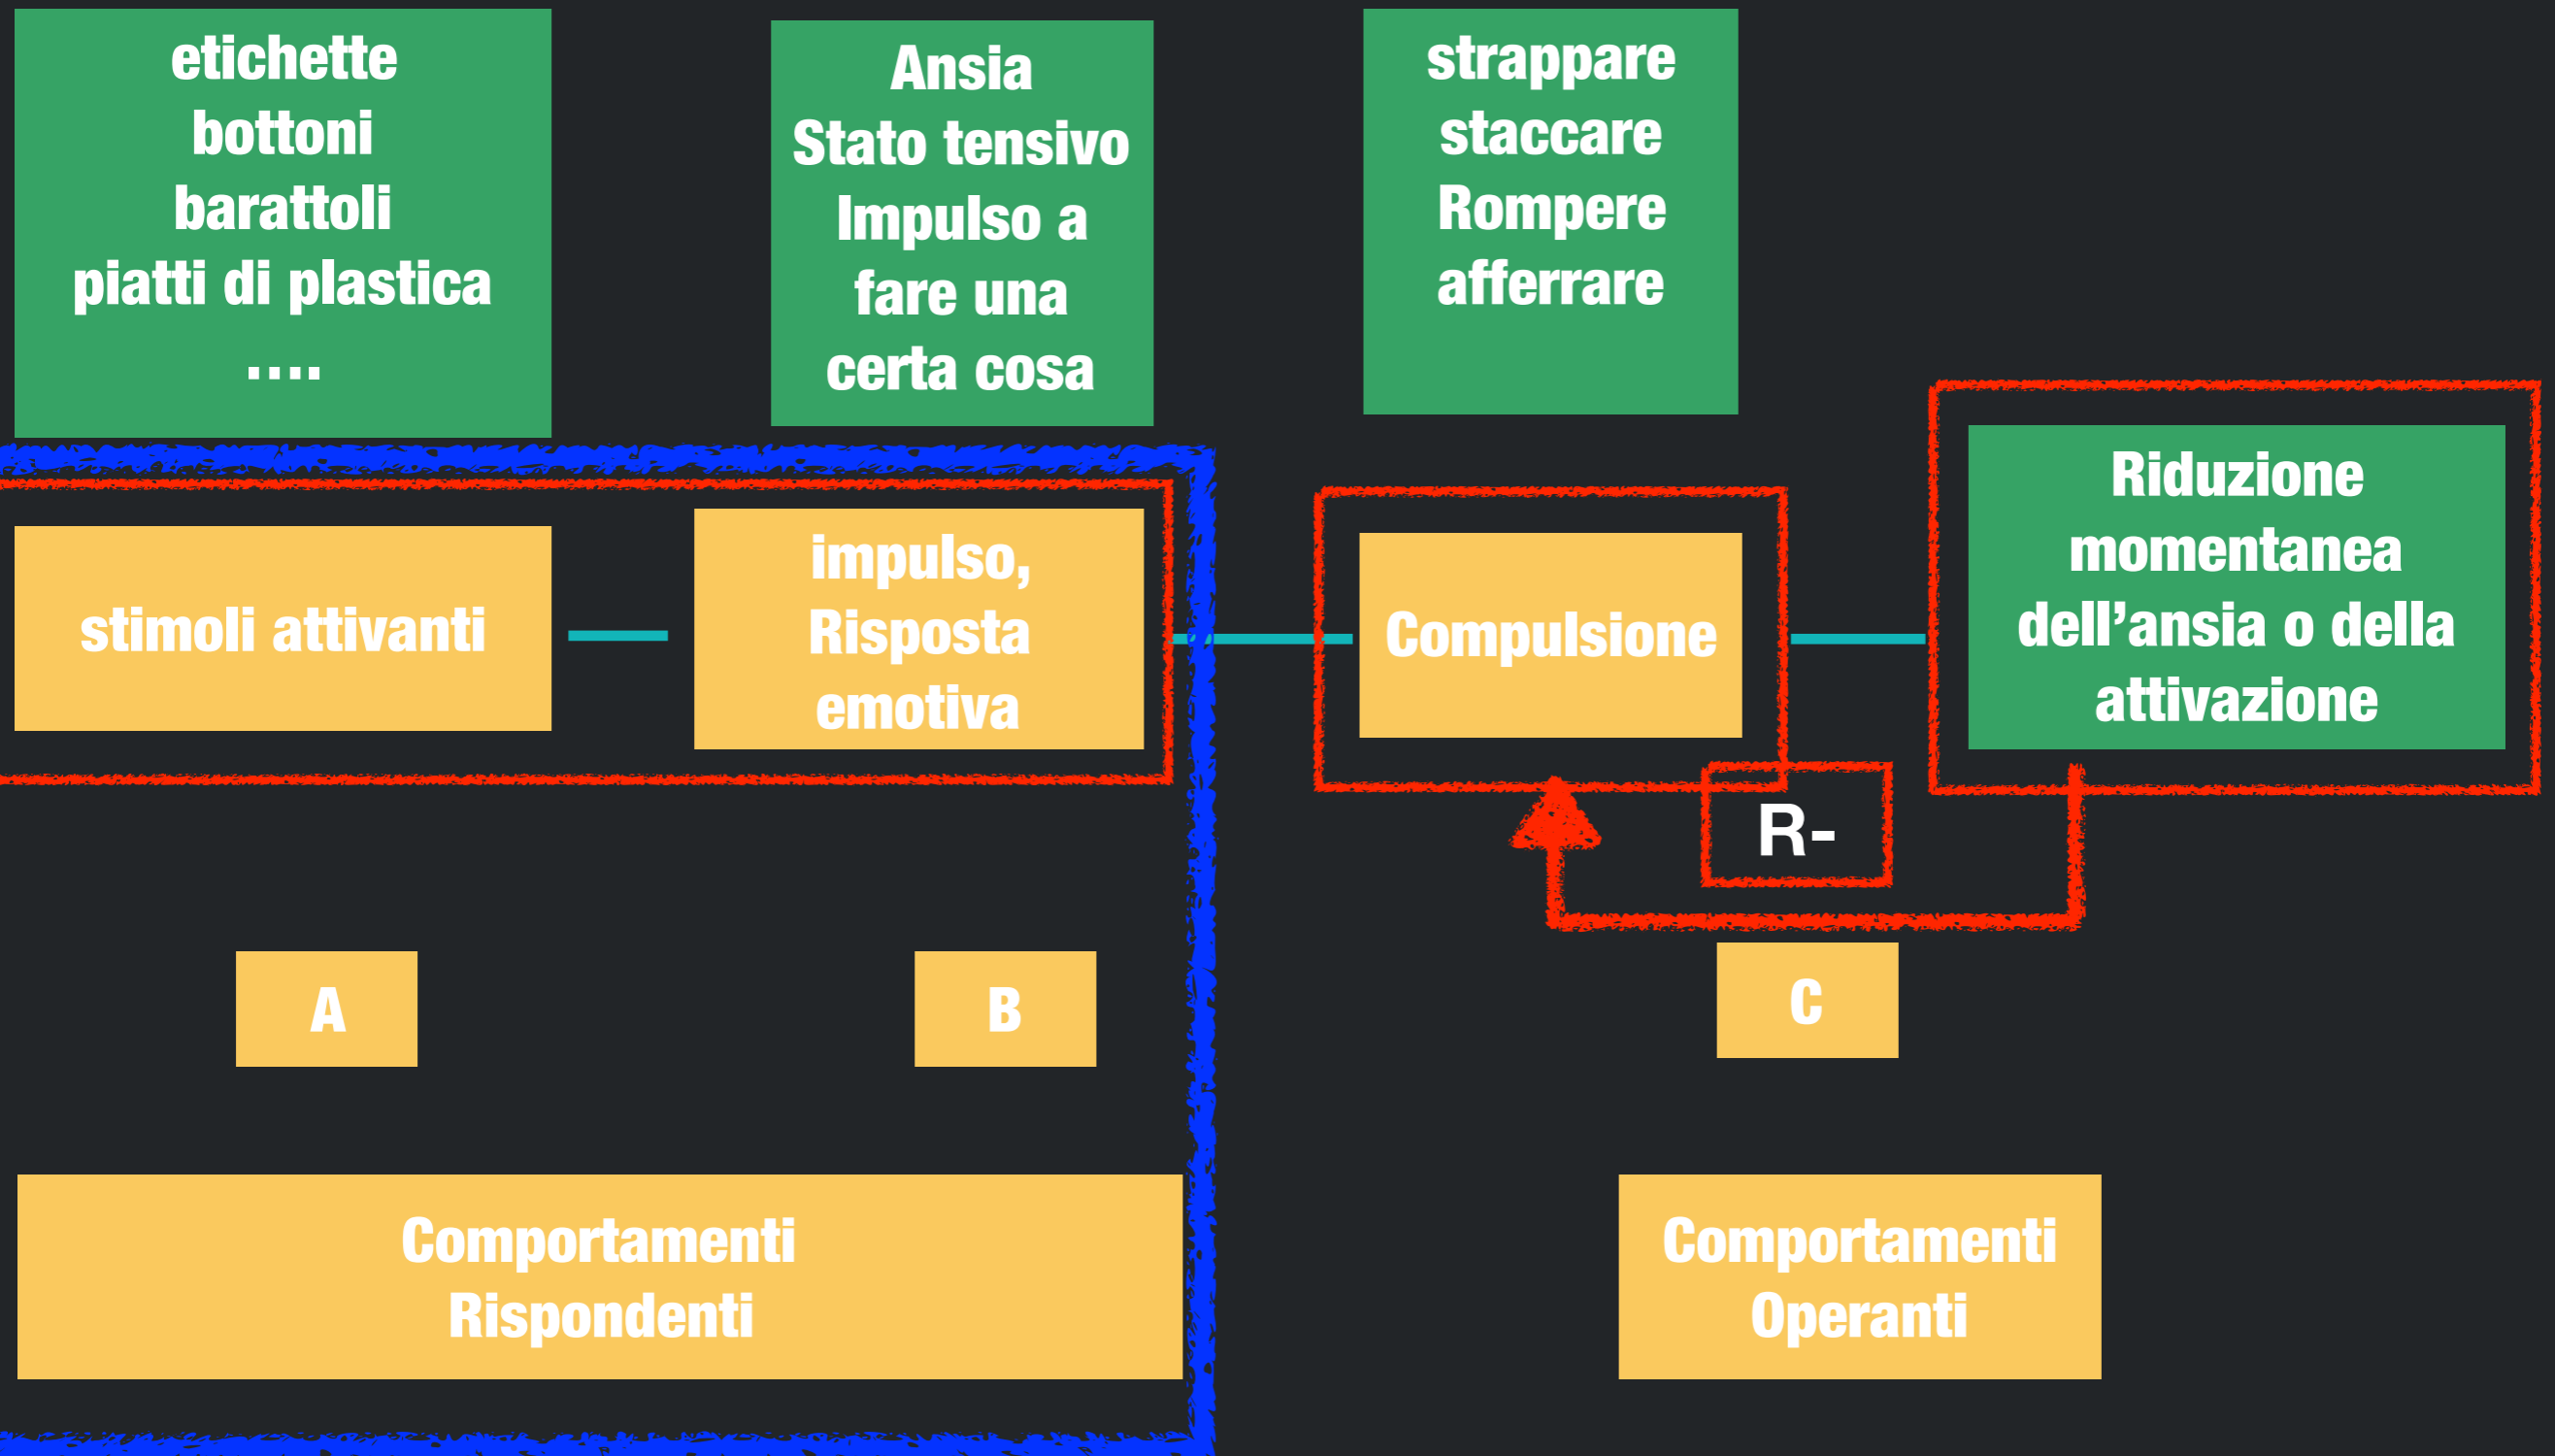 etichette
bottoni
barattoli
piatti di plastica
....
Ansia
Stato tensivo
Impulso a
fare una
certa cosa
strappare
staccare
Rompere
afferrare
stimoli attivanti
impulso,
Risposta
emotiva
Compulsione
Riduzione
momentanea
dell’ansia o della
attivazione
R-
A
B
C
Comportamenti
Rispondenti
Comportamenti
Operanti